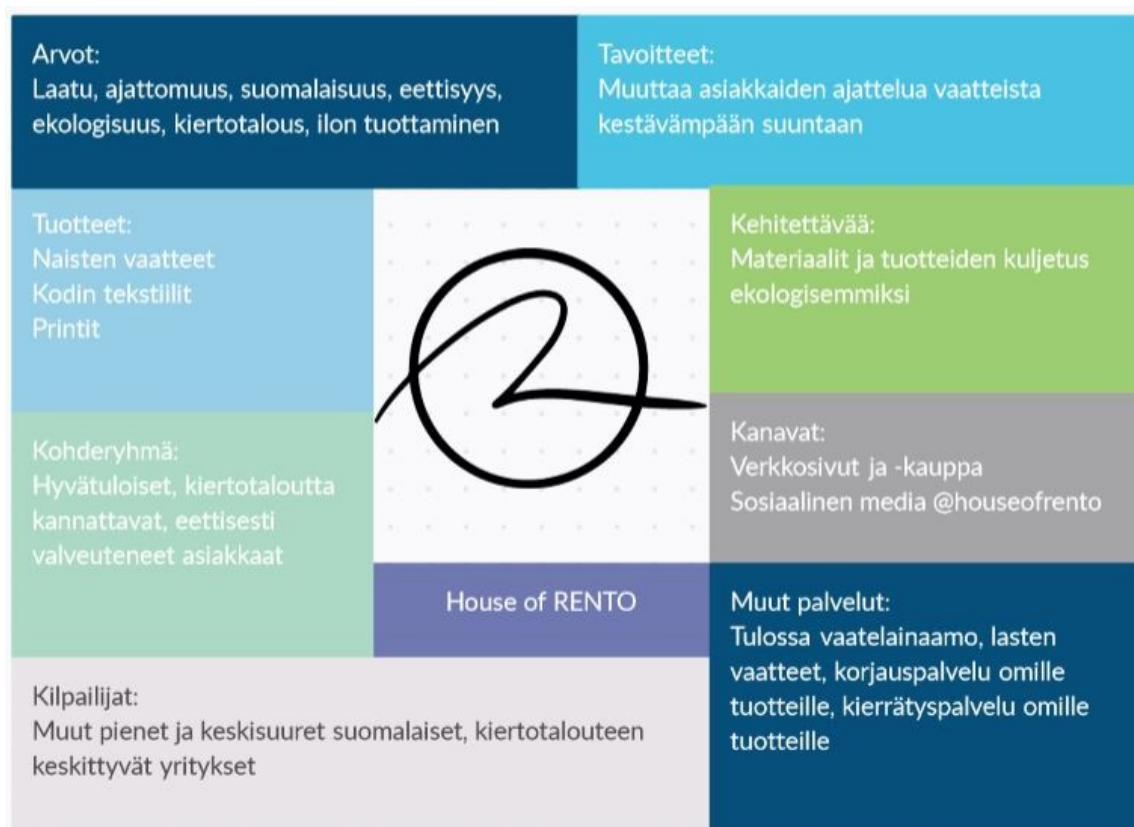 Arvot:
Laatu, ajattomuus, suomalaisuus, eettisyys,
ekologisuus, kiertotalous, ilon tuottaminen
Tavoitteet:
Muuttaa asiakkaiden ajattelua vaatteista
kestävämpään suuntaan
Tuotteet:
Naisten vaatteet
Kodin tekstiilit
Printit
Kehitettävää:
Materiaalit ja tuotteiden kuljetus
ekologisemmiksi
Kohderyhmä:
Hyvätuloiset, kiertotaloutta
kannattavat, eettisesti
valveuteneet asiakkaat
Kanavat:
Verkkosivut ja -kauppa
Sosiaalinen media @houseofrento
House of RENTO
Muut palvelut:
Tulossa vaatelainaamo, lasten
vaatteet, korjauspalvelu omille
tuotteille, kierrätyspalvelu omille
tuotteille
Kilpailijat:
Muut pienet ja keskisuuret suomalaiset, kiertotalouteen
keskittyvät yritykset